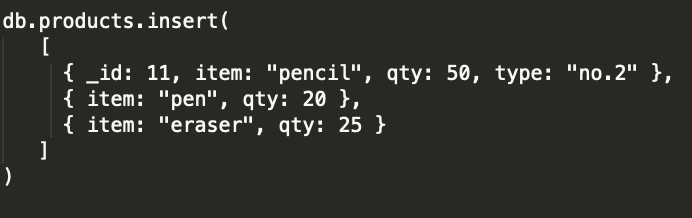 db.products.insert(
   [
     { _id: 11, item: "pencil", qty: 50, type: "no.2" },
     { item: "pen", qty: 20 },
     { item: "eraser", qty: 25 }
   ]
)